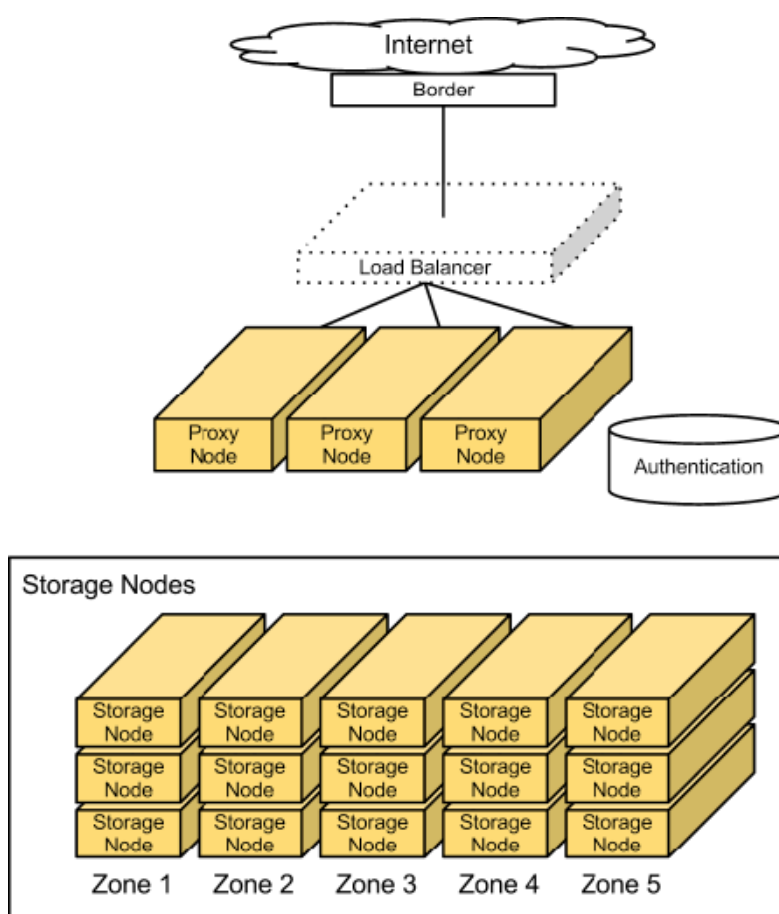 Internet
Border
Load Balancer
Proxy
Node
Proxy
Node
Proxy
Node
Authentication
Storage Nodes
Storage
Node
Storage
Node
Storage
Node
Storage
Node
Storage
Node
Storage
Node
Storage
Node
Storage
Node
Storage
Node
Storage
Node
Storage
Node
Storage
Node
Storage
Node
Storage
Node
Storage
Node
Zone 1
Zone 2
Zone 3
Zone 4
Zone 5